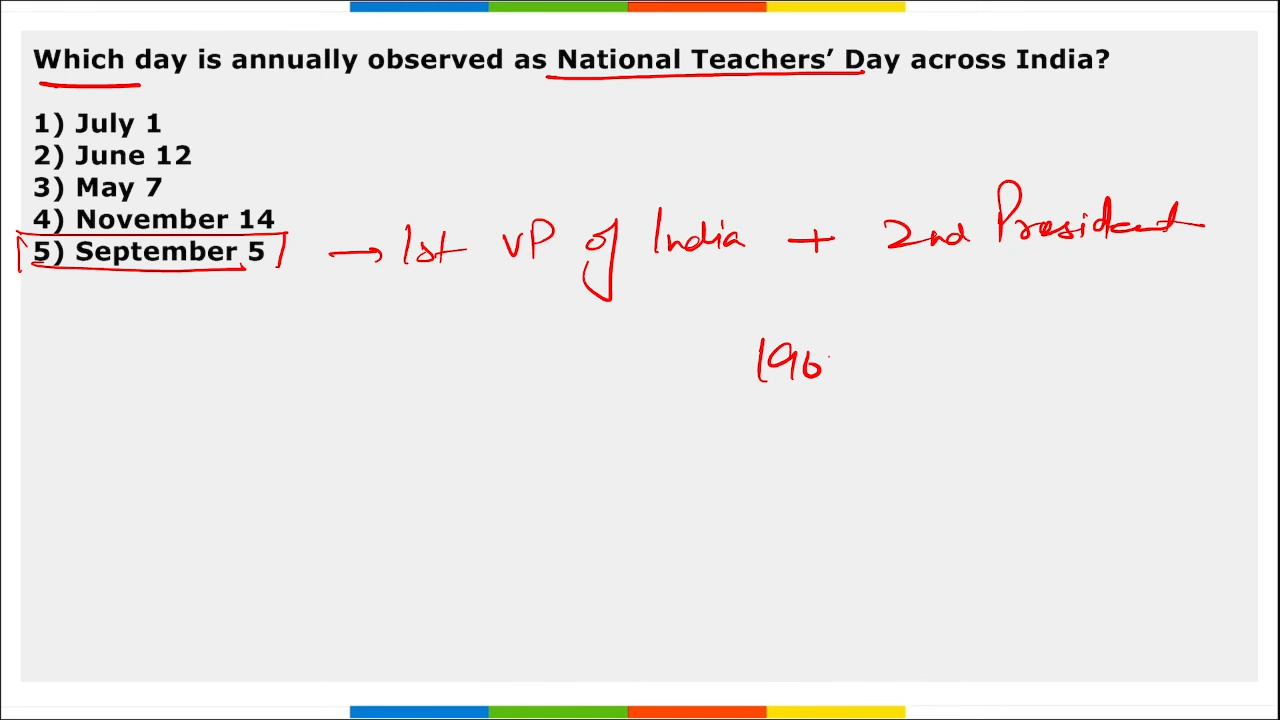 Which day is annually observed as National Teachers’ Day across India?
1) July 1
2) June 12
3) May 7
4) November 14
5) September 5 → 1st VP of India + 2nd President
196